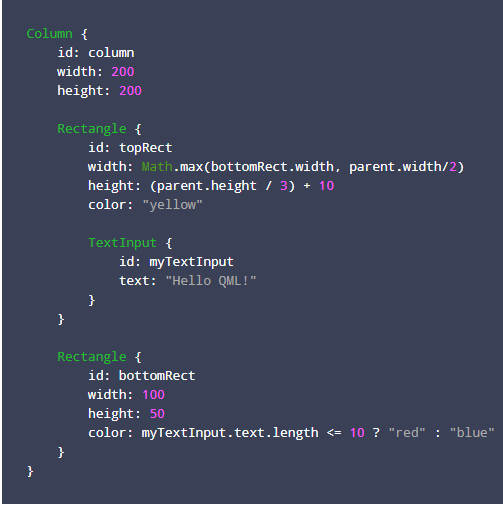 Column {
    id: column
    width: 200
    height: 200

    Rectangle {
        id: topRect
        width: Math.max(bottomRect.width, parent.width/2)
        height: (parent.height / 3) + 10
        color: "yellow"

        TextInput {
            id: myTextInput
            text: "Hello QML!"
        }
    }

    Rectangle {
        id: bottomRect
        width: 100
        height: 50
        color: myTextInput.text.length <= 10 ? "red" : "blue"
    }
}